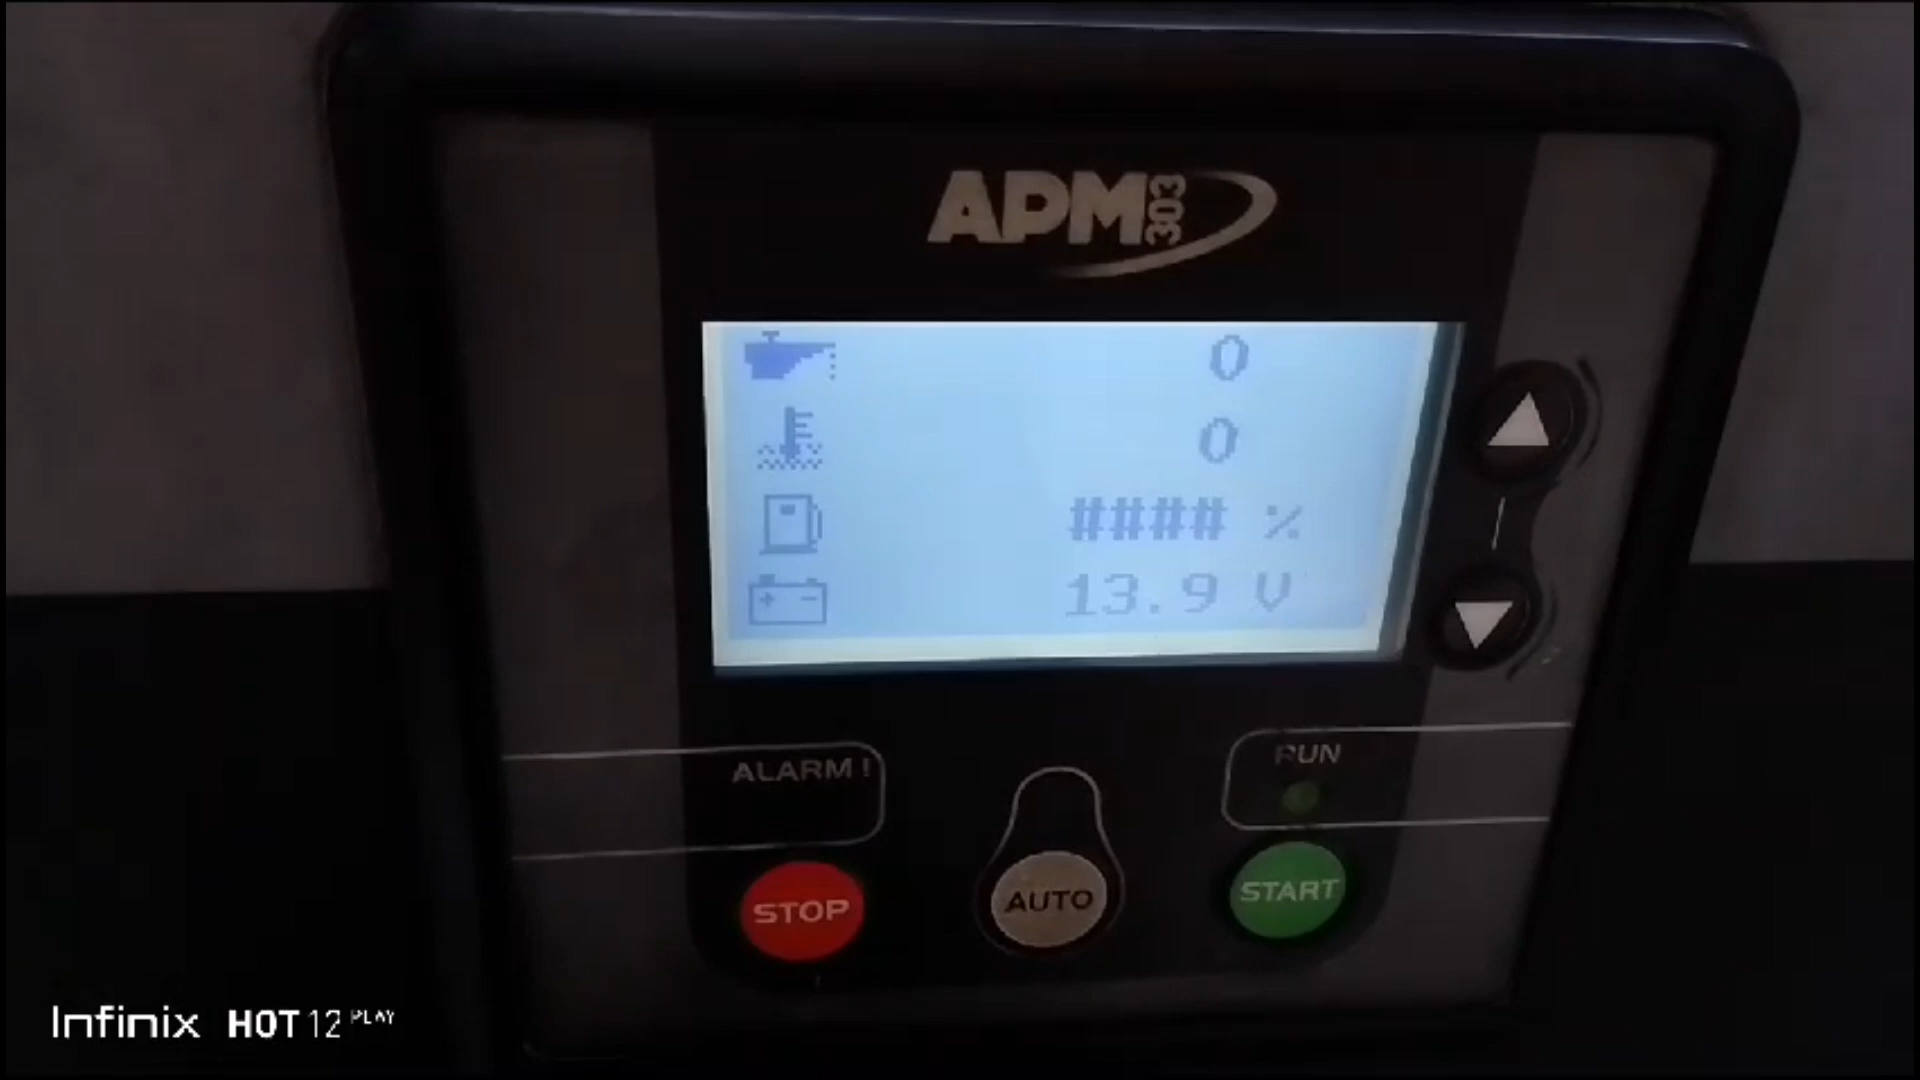 APM 303
0
0
#### %
+ -
13.9 V
ALARM !
RUN
STOP
AUTO
START
Infinix HOT 12 PLAY